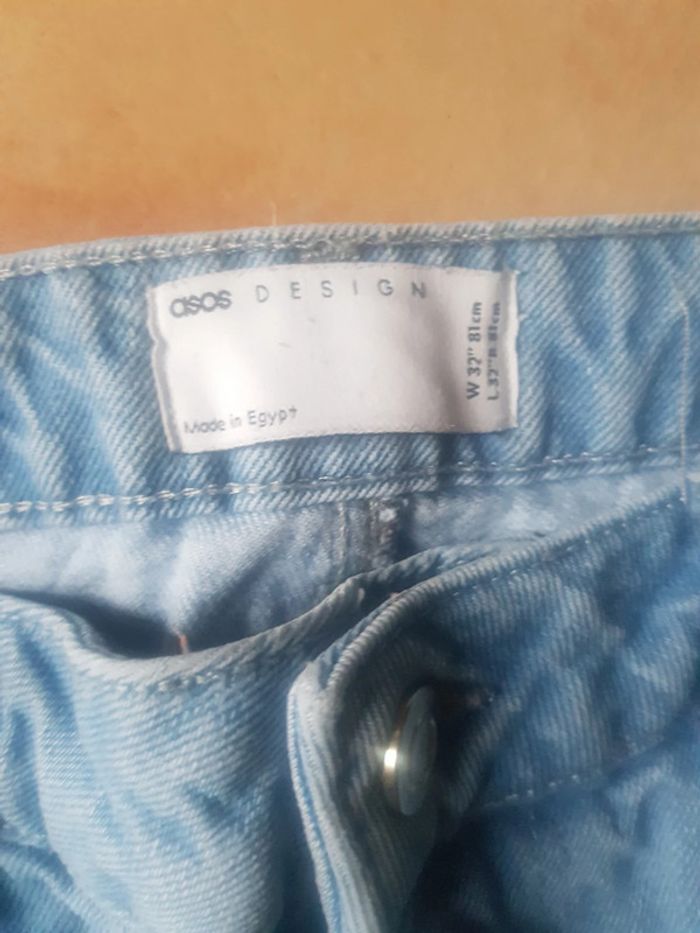 asos DESIGN
Made in Egypt
W 32" 81cm
L 32"R 81cm